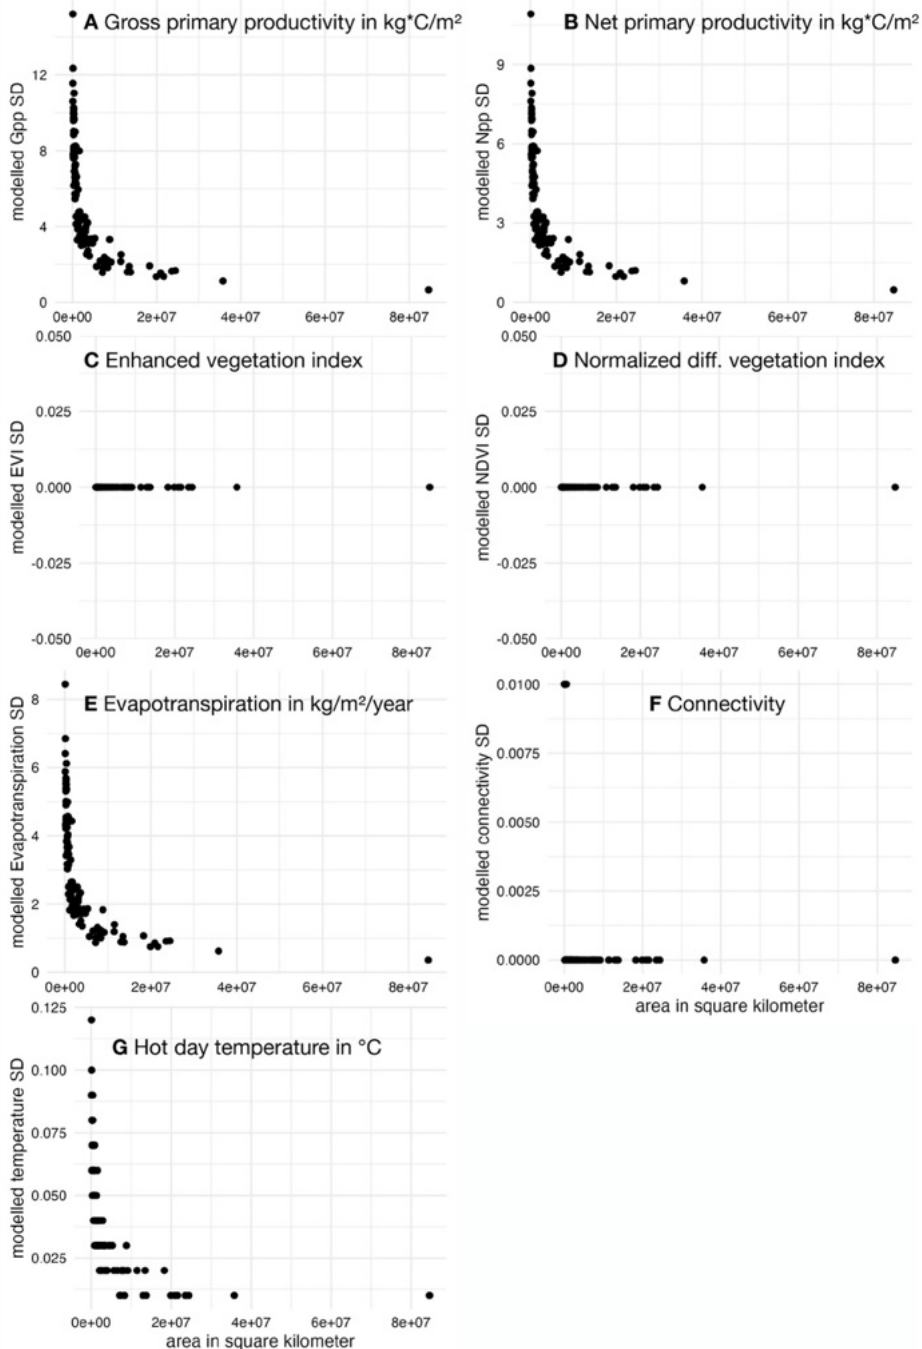 A Gross primary productivity in kg*C/m²
modelled Gpp SD
12
8
4
0
0e+00 2e+07 4e+07 6e+07 8e+07
B Net primary productivity in kg*C/m²
modelled Npp SD
9
6
3
0
0e+00 2e+07 4e+07 6e+07 8e+07
C Enhanced vegetation index
modelled EVI SD
0.050
0.025
0.000
-0.025
-0.050
0e+00 2e+07 4e+07 6e+07 8e+07
D Normalized diff. vegetation index
modelled NDVI SD
0.050
0.025
0.000
-0.025
-0.050
0e+00 2e+07 4e+07 6e+07 8e+07
E Evapotranspiration in kg/m²/year
modelled Evapotranspiration SD
8
6
4
2
0
0e+00 2e+07 4e+07 6e+07 8e+07
F Connectivity
modelled connectivity SD
0.0100
0.0075
0.0050
0.0025
0.0000
0e+00 2e+07 4e+07 6e+07 8e+07
area in square kilometer
G Hot day temperature in °C
modelled temperature SD
0.125
0.100
0.075
0.050
0.025
0e+00 2e+07 4e+07 6e+07 8e+07
area in square kilometer